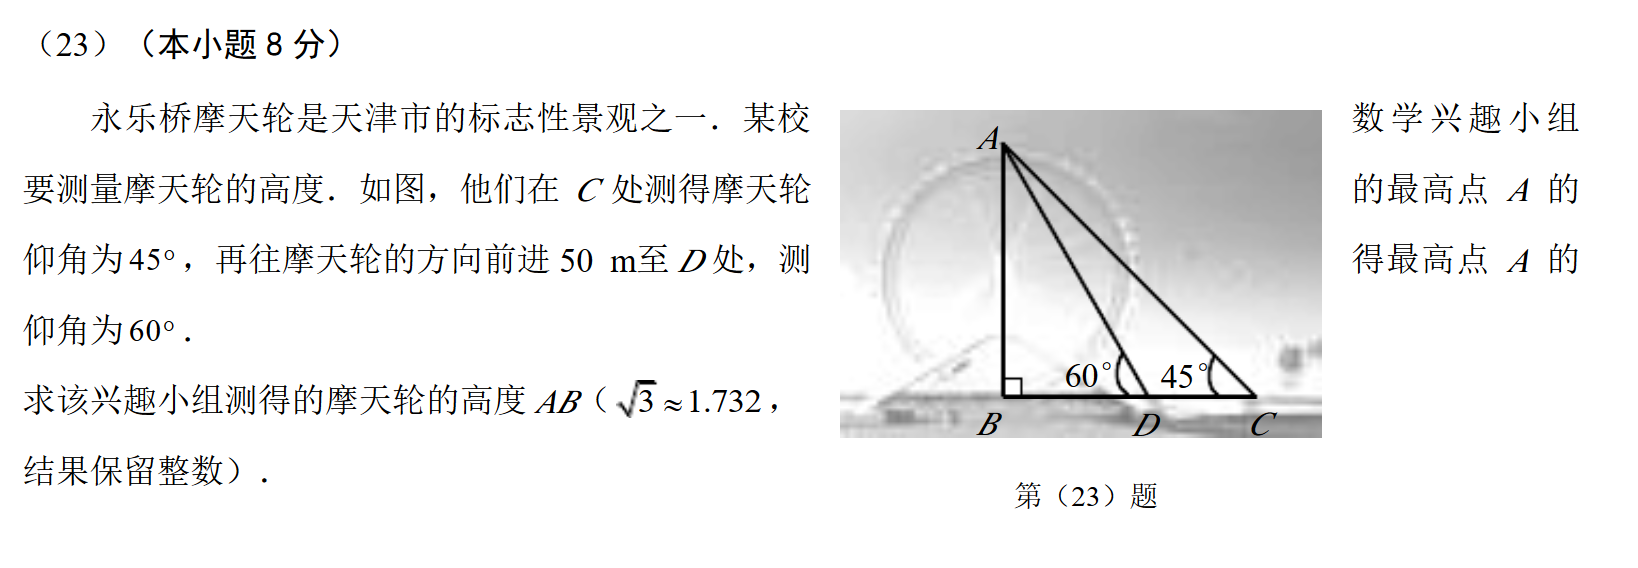 （23）（本小题 8 分）
永乐桥摩天轮是天津市的标志性景观之一．某校数学兴趣小组
要测量摩天轮的高度．如图，他们在 C 处测得摩天轮的最高点 A 的
仰角为 45°，再往摩天轮的方向前进 50 m至 D 处，测得最高点 A 的
仰角为 60°．
求该兴趣小组测得的摩天轮的高度 AB（ √3 ≈ 1.732，
结果保留整数）．
A
60° 45°
B D C
第（23）题